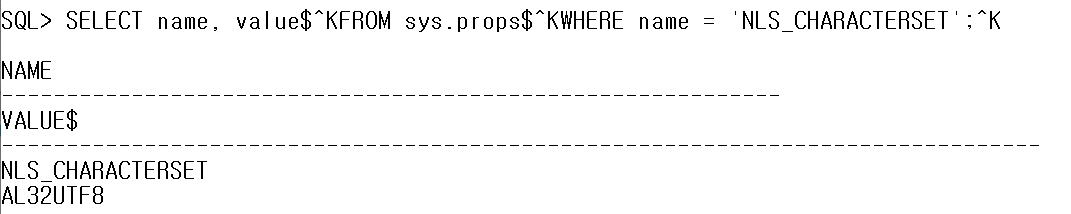 SQL> SELECT name, value$^KFROM sys.props$^KWHERE name = 'NLS_CHARACTERSET';^K
NAME
------------------------------------------------------------
VALUE$
--------------------------------------------------------------------------------
NLS_CHARACTERSET
AL32UTF8